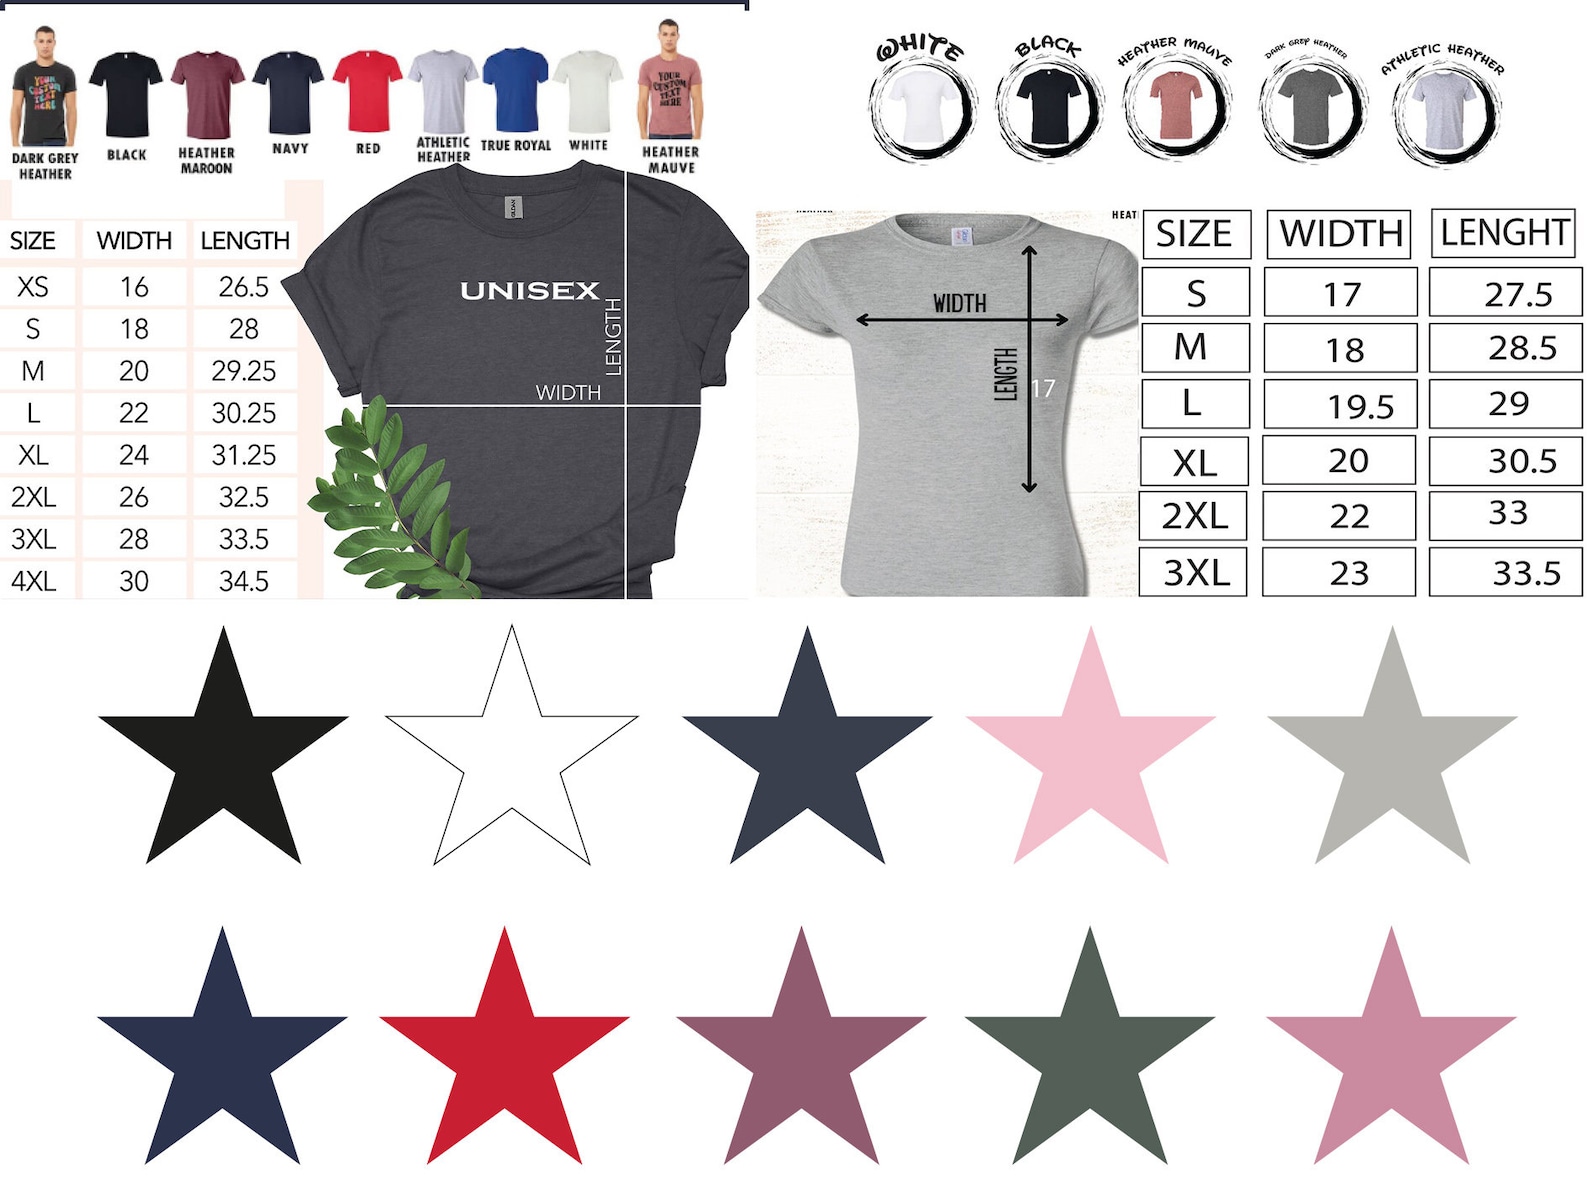 YOUR
CUSTOM
TEXT
HERE
DARK GREY
HEATHER
BLACK
HEATHER
MAROON
NAVY
RED
ATHLETIC
HEATHER
TRUE ROYAL
WHITE
YOUR
CUSTOM
TEXT
HERE
HEATHER
MAUVE
SIZE WIDTH LENGTH
XS 16 26.5
S 18 28
M 20 29.25
L 22 30.25
XL 24 31.25
2XL 26 32.5
3XL 28 33.5
4XL 30 34.5
GILDAN
UNISEX
LENGTH
WIDTH
WHITE
BLACK
HEATHER MAUVE
DARK GREY HEATHER
ATHLETIC HEATHER
HEAT
WIDTH
LENGTH
17
SIZE WIDTH LENGHT
S 17 27.5
M 18 28.5
L 19.5 29
XL 20 30.5
2XL 22 33
3XL 23 33.5